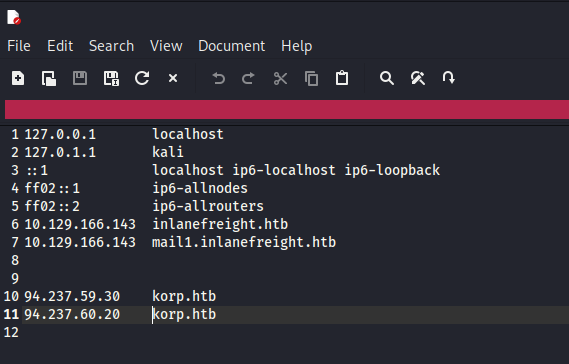 File Edit Search View Document Help
1 127.0.0.1 localhost
2 127.0.1.1 kali
3 ::1 localhost ip6-localhost ip6-loopback
4 ff02::1 ip6-allnodes
5 ff02::2 ip6-allrouters
6 10.129.166.143 inlanefreight.htb
7 10.129.166.143 mail1.inlanefreight.htb
8
9
10 94.237.59.30 korp.htb
11 94.237.60.20 korp.htb
12